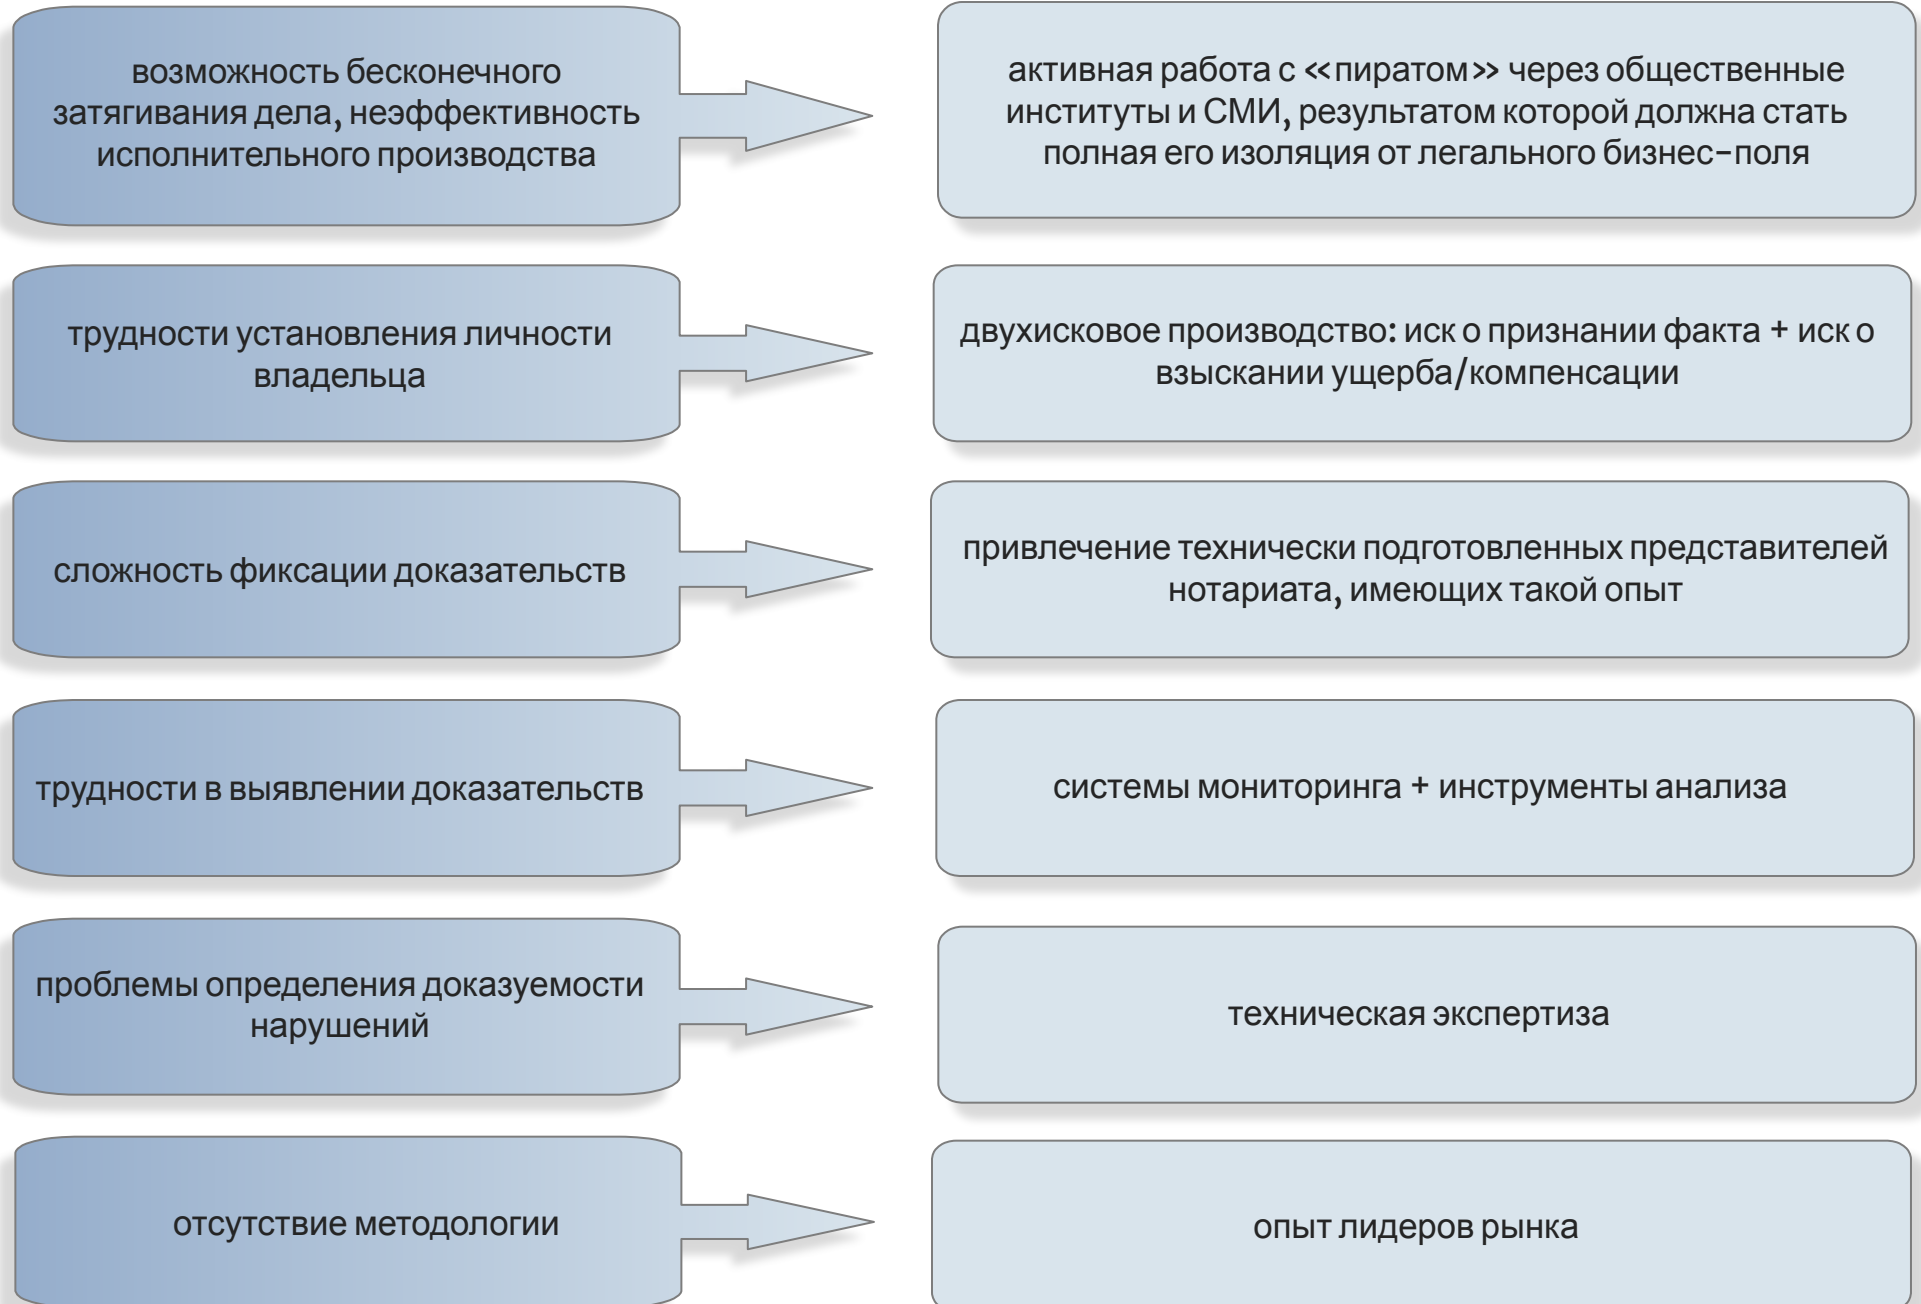 возможность бесконечного
затягивания дела, неэффективность
исполнительного производства
активная работа с «пиратом» через общественные
институты и СМИ, результатом которой должна стать
полная его изоляция от легального бизнес-поля
трудности установления личности
владельца
двухисковое производство: иск о признании факта + иск о
взыскании ущерба/компенсации
сложность фиксации доказательств
привлечение технически подготовленных представителей
нотариата, имеющих такой опыт
трудности в выявлении доказательств
системы мониторинга + инструменты анализа
проблемы определения доказуемости
нарушений
техническая экспертиза
отсутствие методологии
опыт лидеров рынка